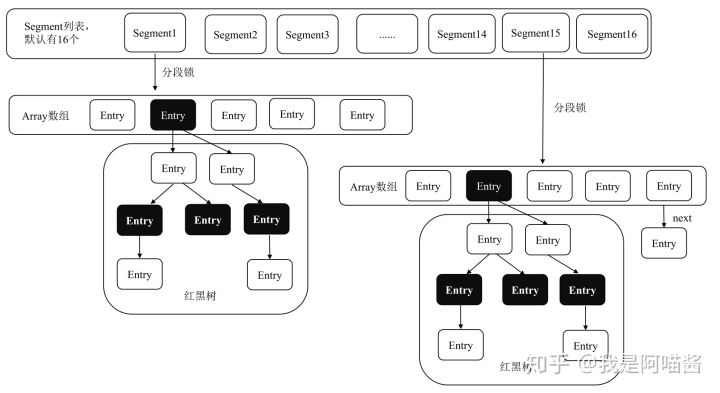 Segment列表，
默认有16个
Segment1
Segment2
Segment3
......
Segment14
Segment15
Segment16
分段锁
分段锁
Array数组
Entry
Entry
Entry
Entry
Entry
Entry
Entry
Entry
Entry
Entry
Entry
Entry
红黑树
Array数组
Entry
Entry
Entry
Entry
Entry
next
Entry
Entry
Entry
Entry
Entry
Entry
Entry
Entry
红黑树
知乎 @我是阿喵酱